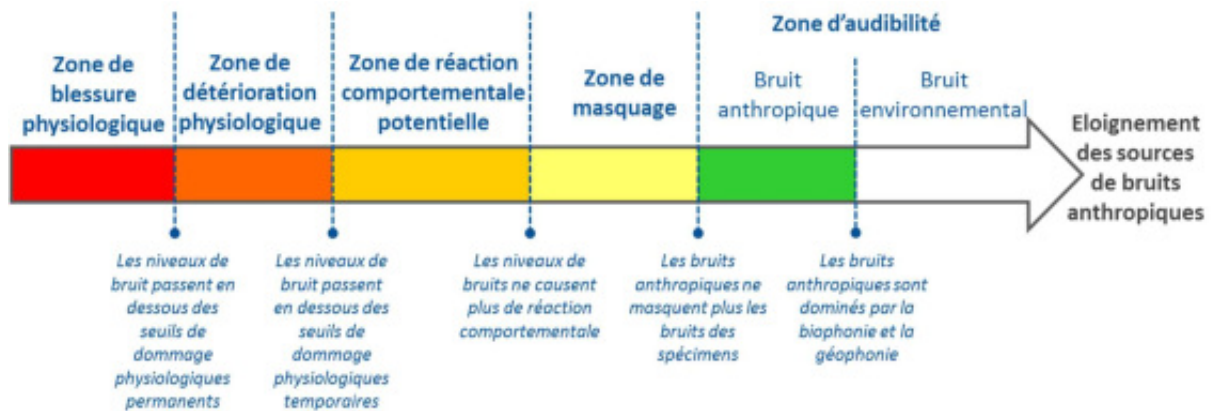 Zone d'audibilité
Zone de
blessure
physiologique
Zone de
détérioration
physiologique
Zone de réaction
comportementale
potentielle
Zone de
masquage
Bruit
anthropique
Bruit
environnemental
Eloignement
des sources
de bruits
anthropiques
Les niveaux de
bruit passent en
dessous des
seuils de
dommage
physiologiques
permanents
Les niveaux de
bruit passent
en dessous des
seuils de
dommage
physiologiques
temporaires
Les niveaux de
bruits ne causent
plus de réaction
comportementale
Les bruits
anthropiques ne
masquent plus les
bruits des
spécimens
Les bruits
anthropiques sont
dominés par la
biophonie et la
géophonie